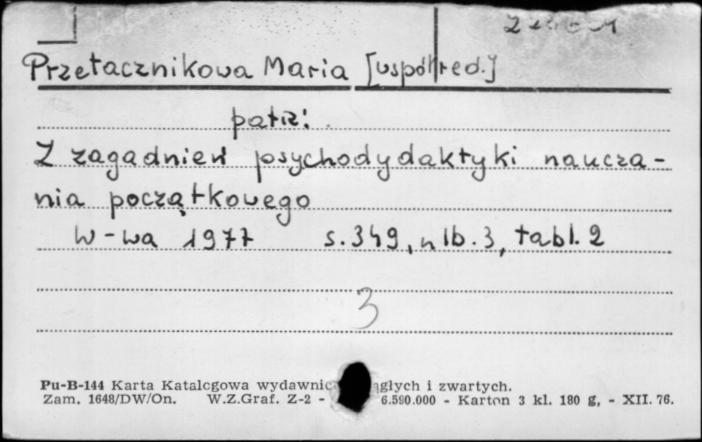 Przetacznikowa Maria [współred.]
patrz:
Z zagadnień psychodydaktyki naucza-
nia początkowego
W-wa 1977 s. 349, nlb. 3, tabl. 2
3
Pu-B-144 Karta Katalogowa wydawnic ągłych i zwartych.
Zam. 1648/DW/On. W.Z.Graf. Z-2 - 6.590.000 - Karton 3 kl. 180 g, - XII. 76.